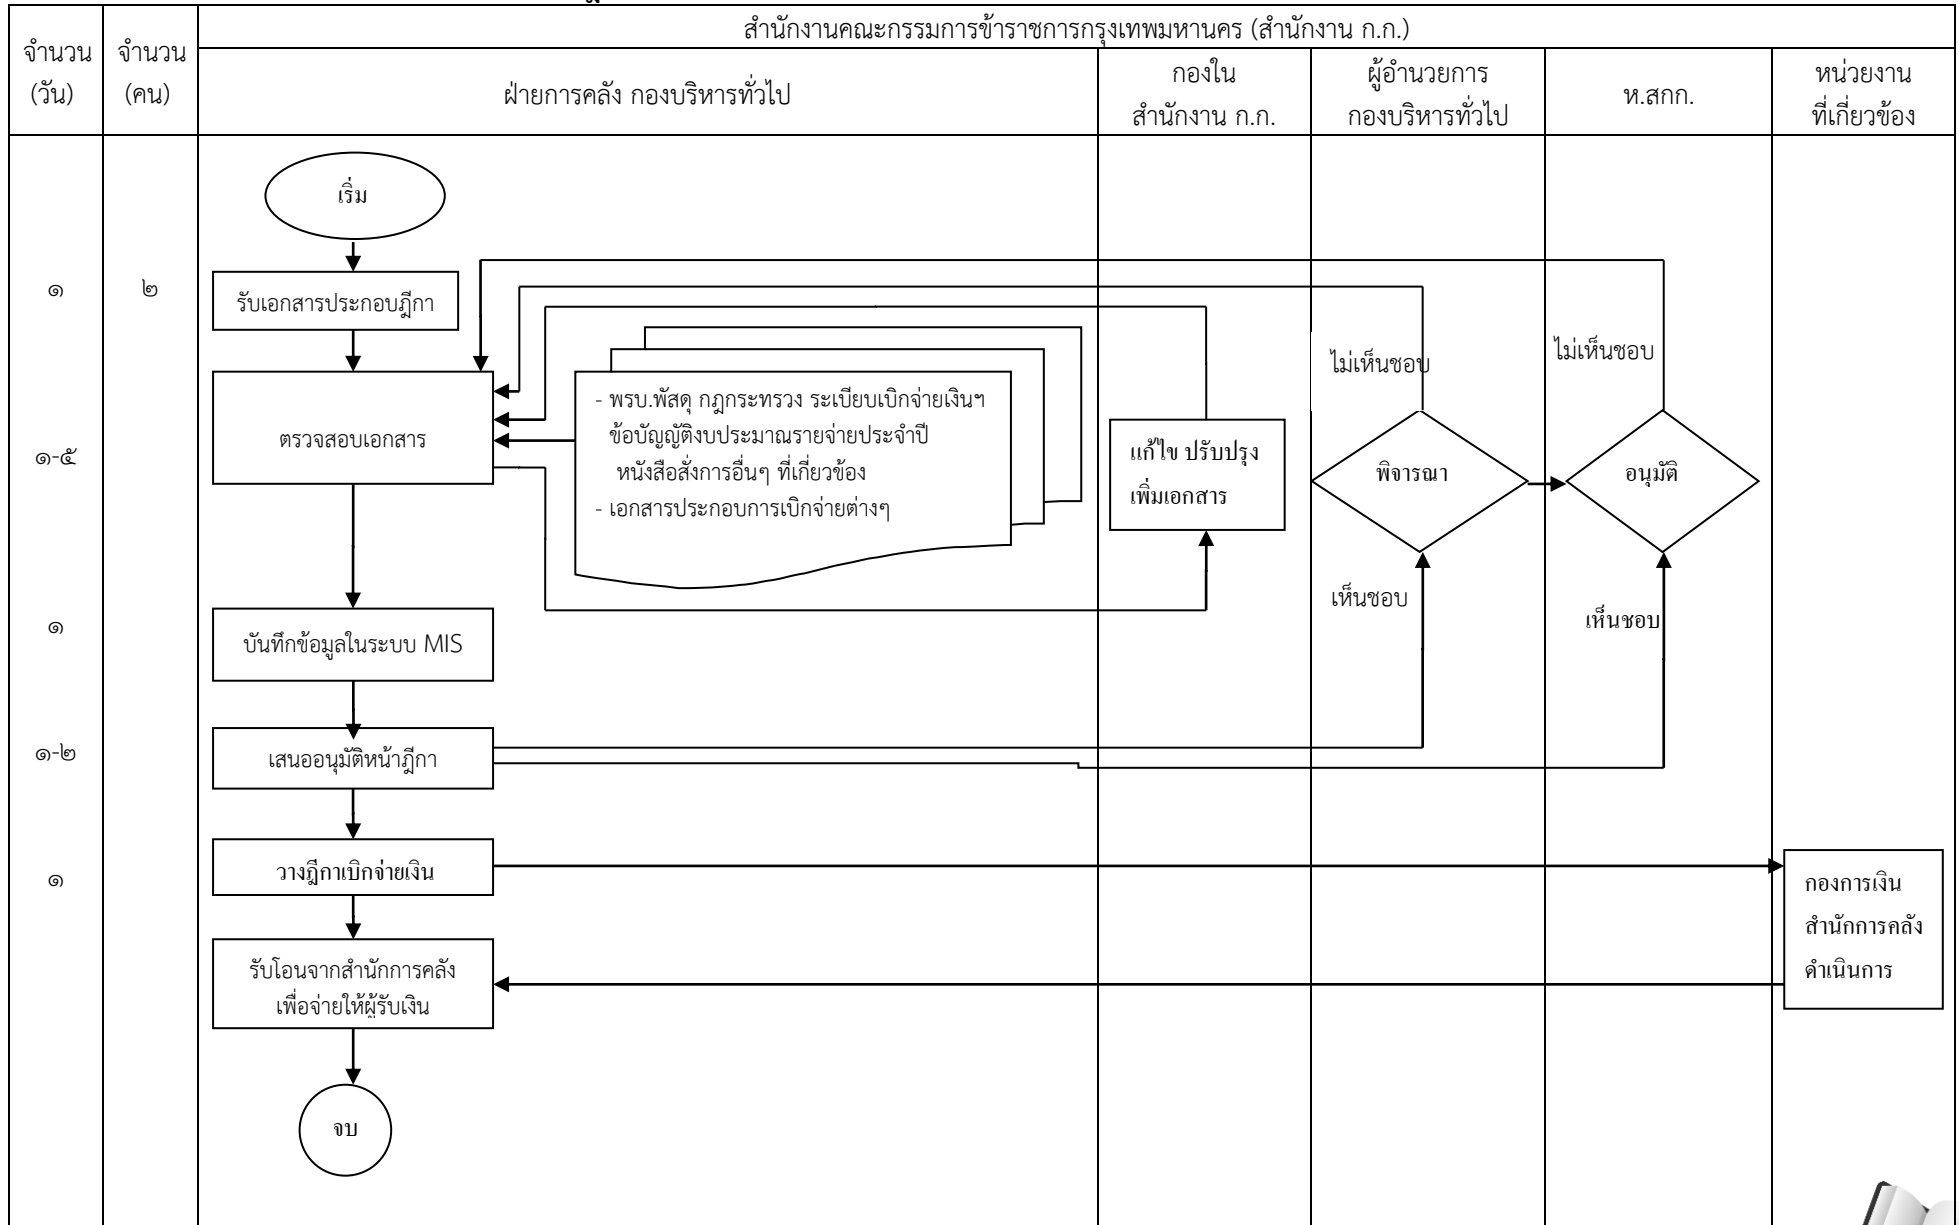 สำนักงานคณะกรรมการข้าราชการกรุงเทพมหานคร (สำนักงาน ก.ก.)
จำนวน
(วัน)
จำนวน
(คน)
ฝ่ายการคลัง กองบริหารทั่วไป
กองใน
สำนักงาน ก.ก.
ผู้อำนวยการ
กองบริหารทั่วไป
ห.สกก.
หน่วยงาน
ที่เกี่ยวข้อง
เริ่ม
๑
๒
รับเอกสารประกอบฎีกา
ไม่เห็นชอบ
ไม่เห็นชอบ
๑-๕
ตรวจสอบเอกสาร
- พรบ.พัสดุ กฎกระทรวง ระเบียบเบิกจ่ายเงินฯ
ข้อบัญญัติงบประมาณรายจ่ายประจำปี
หนังสือสั่งการอื่นๆ ที่เกี่ยวข้อง
- เอกสารประกอบการเบิกจ่ายต่างๆ
แก้ไข ปรับปรุง
เพิ่มเอกสาร
พิจารณา
อนุมัติ
เห็นชอบ
เห็นชอบ
๑
บันทึกข้อมูลในระบบ MIS
๑-๒
เสนออนุมัติหน้าฎีกา
๑
วางฎีกาเบิกจ่ายเงิน
กองการเงิน
สำนักการคลัง
ดำเนินการ
รับโอนจากสำนักการคลัง
เพื่อจ่ายให้ผู้รับเงิน
จบ